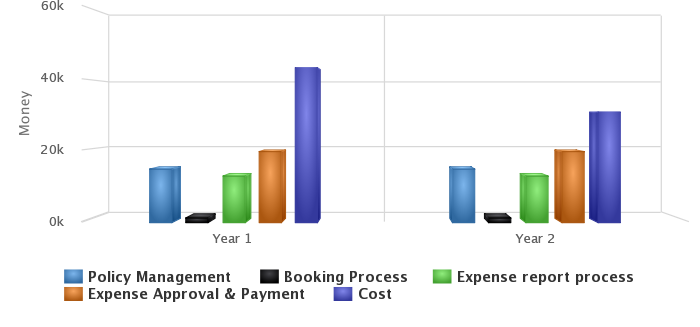 60k
40k
20k
0k
Money
Year 1
Year 2
Policy Management
Booking Process
Expense report process
Expense Approval & Payment
Cost